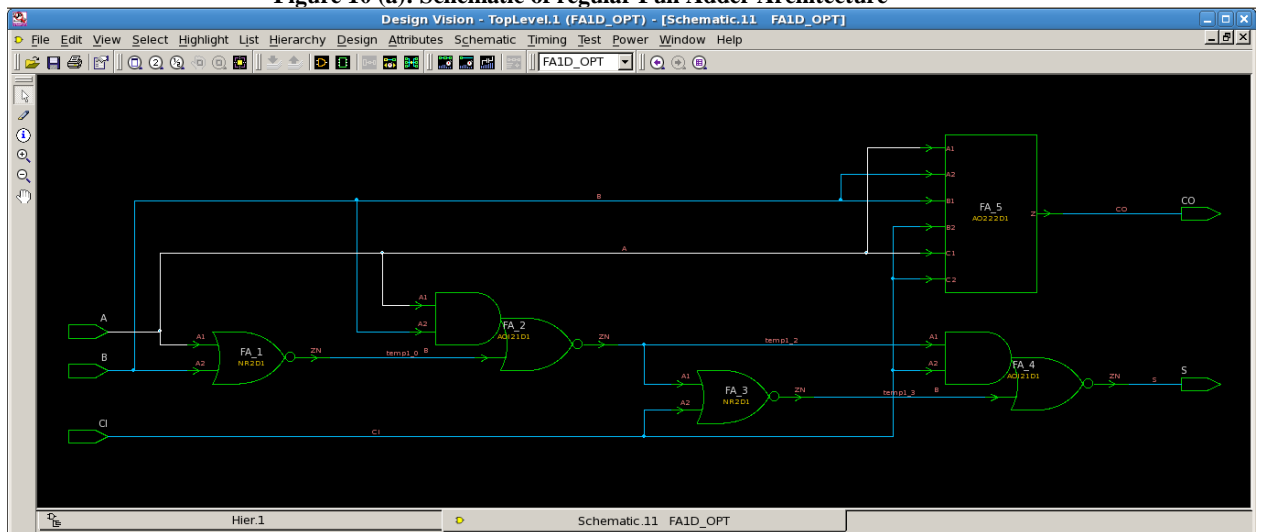 Figure 10 (a): Schematic of regular Full Adder Architecture
Design Vision - TopLevel.1 (FA1D_OPT) - [Schematic.11 FA1D_OPT]
File Edit View Select Highlight List Hierarchy Design Attributes Schematic Timing Test Power Window Help
FA1D_OPT
A1
A2
B B1 FA_5 Z CO CO
AO222D1
B2
A C1
C2
A A1
A2 FA_2 ZN A1
A1 AOI21D1 temp1_2
B FA_1 ZN temp1_0 B A2 FA_4 ZN S S
A2 NR2D1 A1 AOI21D1
FA_3 ZN temp1_3 B
A2 NR2D1
CI CI
Hier.1 Schematic.11 FA1D_OPT